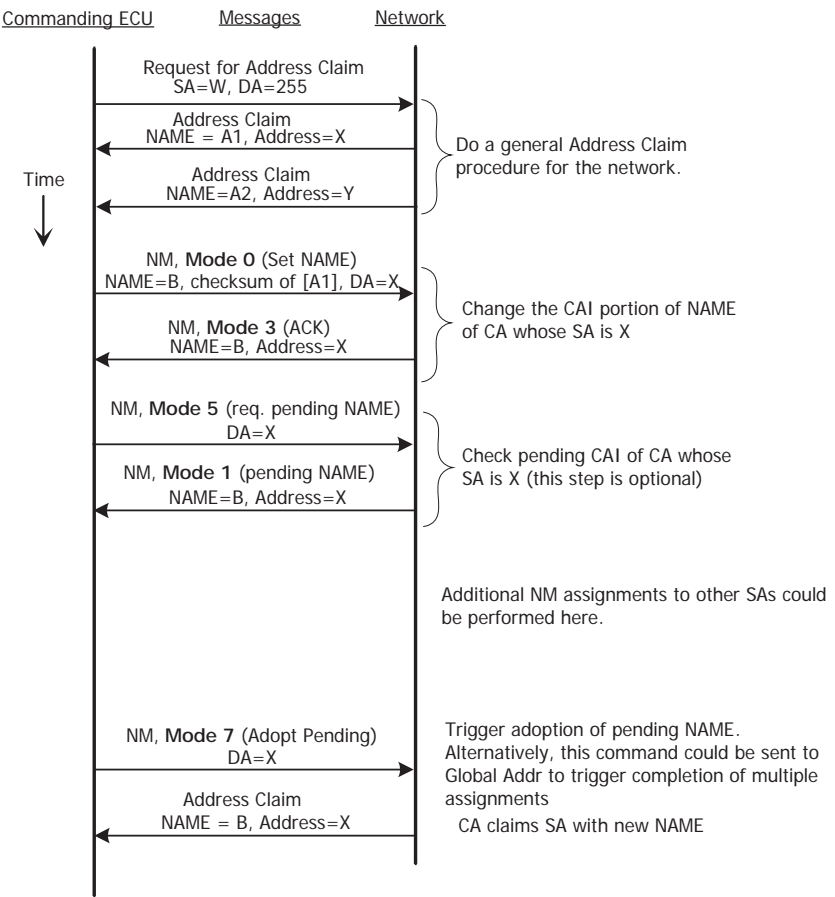 Commanding ECU Messages Network
Request for Address Claim
SA=W, DA=255
Address Claim
NAME = A1, Address=X
Do a general Address Claim
procedure for the network.
Address Claim
NAME=A2, Address=Y
Time
NM, Mode 0 (Set NAME)
NAME=B, checksum of [A1], DA=X
Change the CAI portion of NAME
of CA whose SA is X
NM, Mode 3 (ACK)
NAME=B, Address=X
NM, Mode 5 (req. pending NAME)
DA=X
Check pending CAI of CA whose
SA is X (this step is optional)
NM, Mode 1 (pending NAME)
NAME=B, Address=X
Additional NM assignments to other SAs could
be performed here.
NM, Mode 7 (Adopt Pending)
DA=X
Trigger adoption of pending NAME.
Alternatively, this command could be sent to
Global Addr to trigger completion of multiple
assignments
Address Claim
NAME = B, Address=X
CA claims SA with new NAME